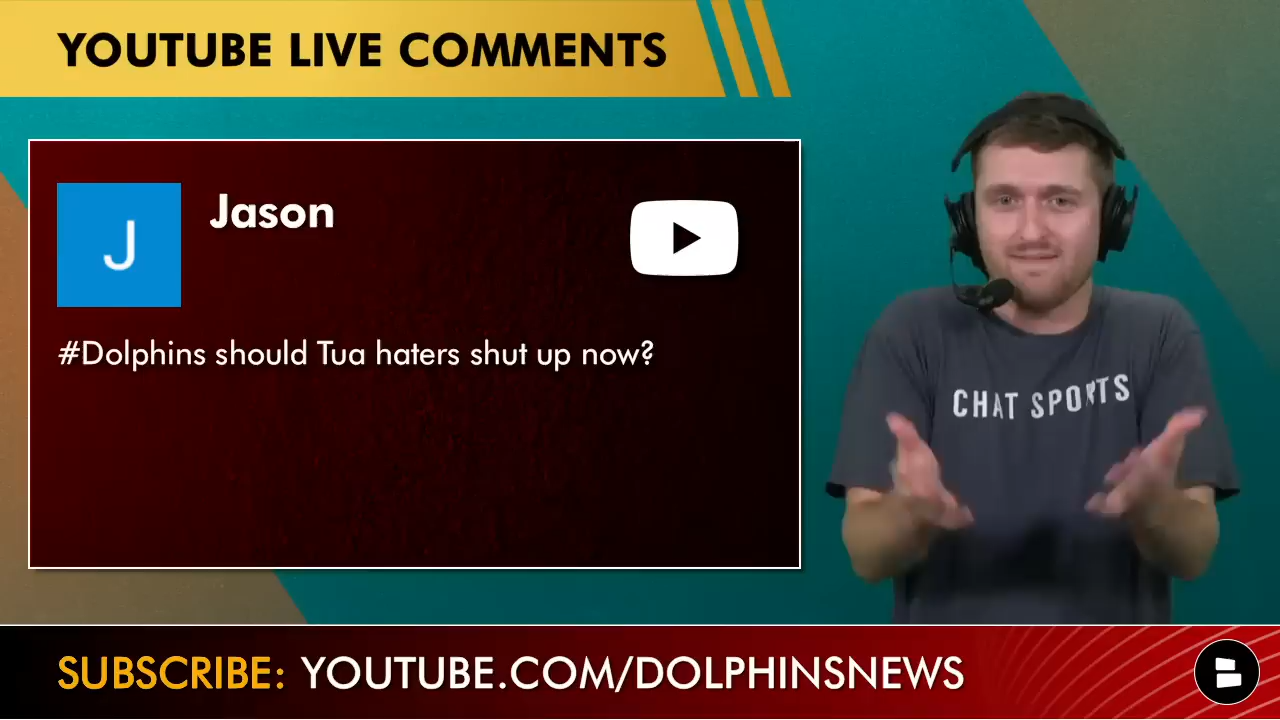 YOUTUBE LIVE COMMENTS
J
Jason
#Dolphins should Tua haters shut up now?
CHAT SPORTS
SUBSCRIBE: YOUTUBE.COM/DOLPHINSNEWS